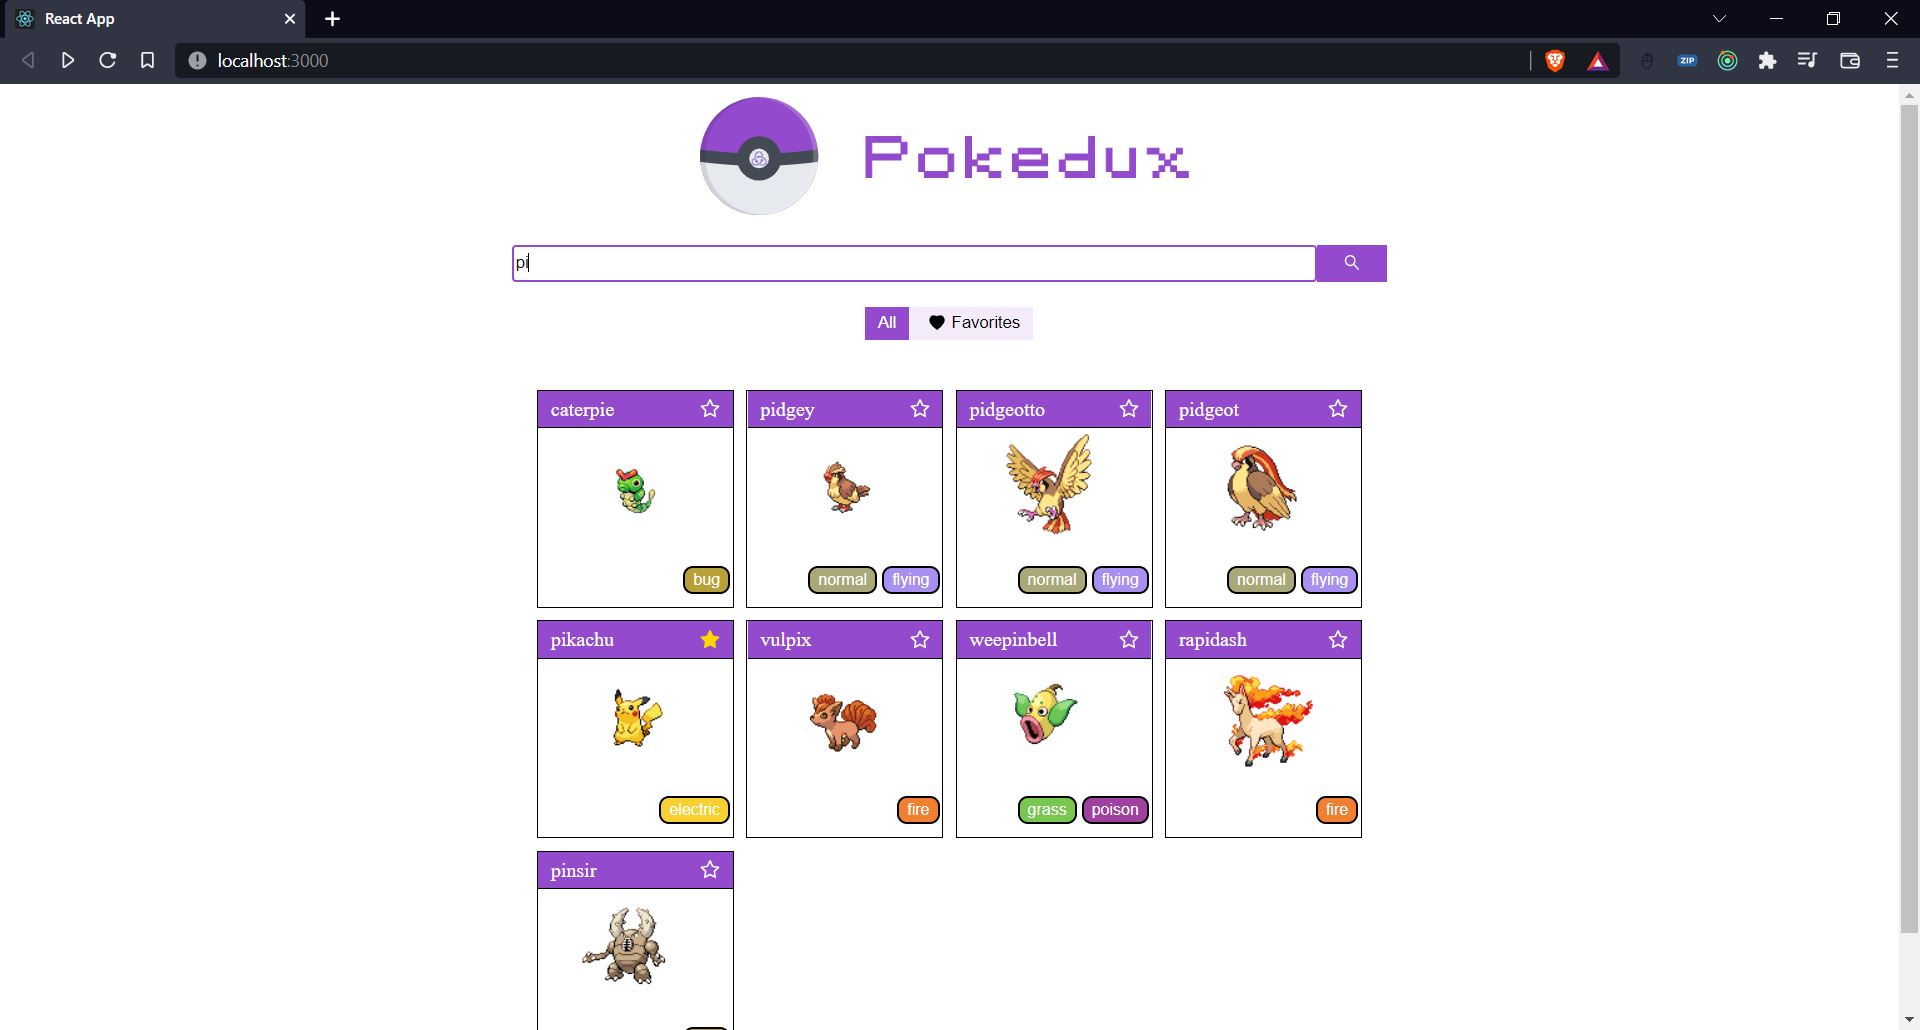 React App
localhost:3000
ZIP
Pokedux
pi
All Favorites
caterpie pidgey pidgeotto pidgeot
bug normal flying normal flying normal flying
pikachu vulpix weepinbell rapidash
electric fire grass poison fire
pinsir